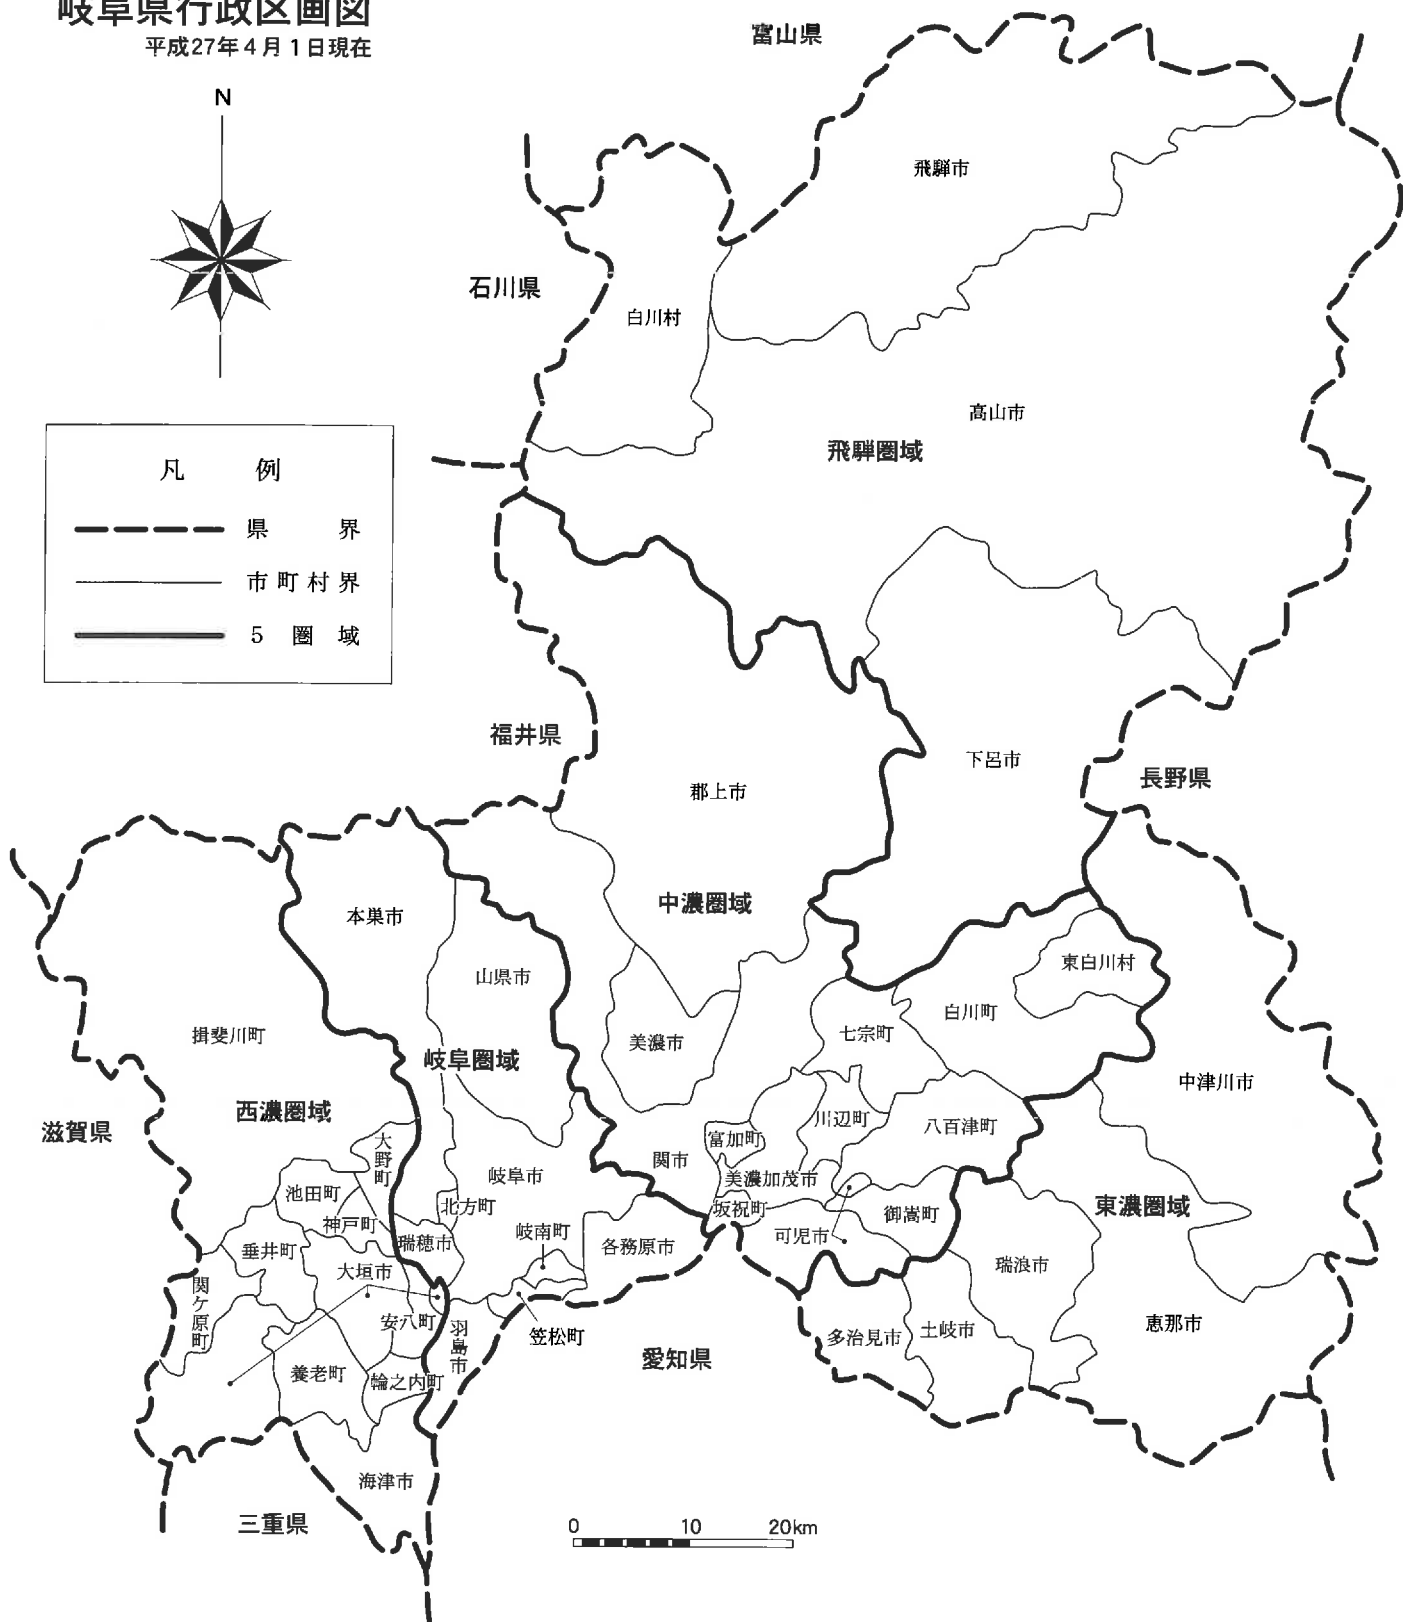 岐阜県行政区画図
平成27年4月1日現在
N
富山県
飛騨市
石川県
白川村
高山市
飛騨圏域
凡 例
県 界
市町村界
5 圏 域
福井県
下呂市
長野県
郡上市
中濃圏域
本巣市
東白川村
山県市
白川町
七宗町
揖斐川町
美濃市
岐阜圏域
中津川市
西濃圏域
滋賀県
川辺町
八百津町
富加町
大野町
関市
岐阜市
美濃加茂市
池田町
北方町
坂祝町
東濃圏域
神戸町
岐南町
御嵩町
瑞穂市
各務原市
可児市
垂井町
大垣市
瑞浪市
関ケ原町
安八町
羽島市
笠松町
多治見市
土岐市
恵那市
愛知県
養老町
輪之内町
海津市
三重県
0 10 20km